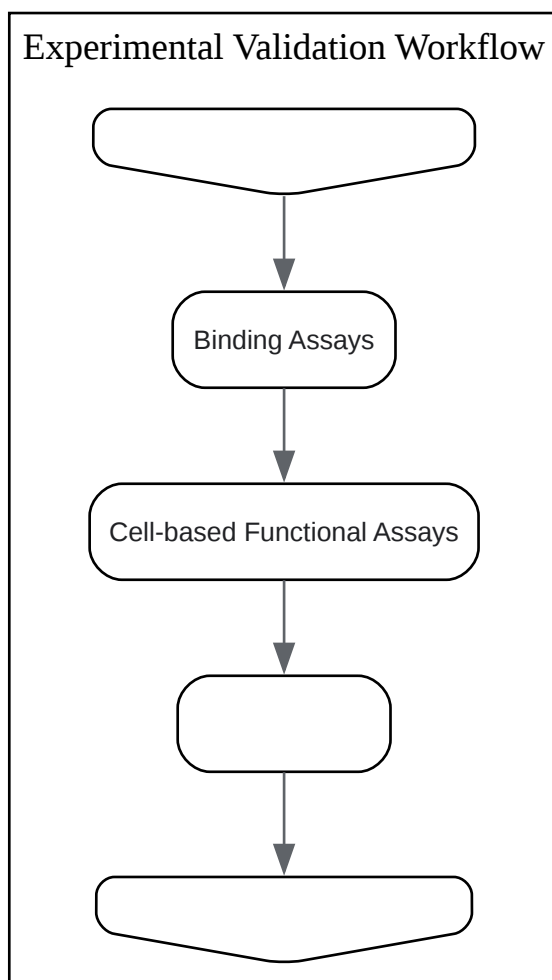 Experimental Validation Workflow
Binding Assays
Cell-based Functional Assays